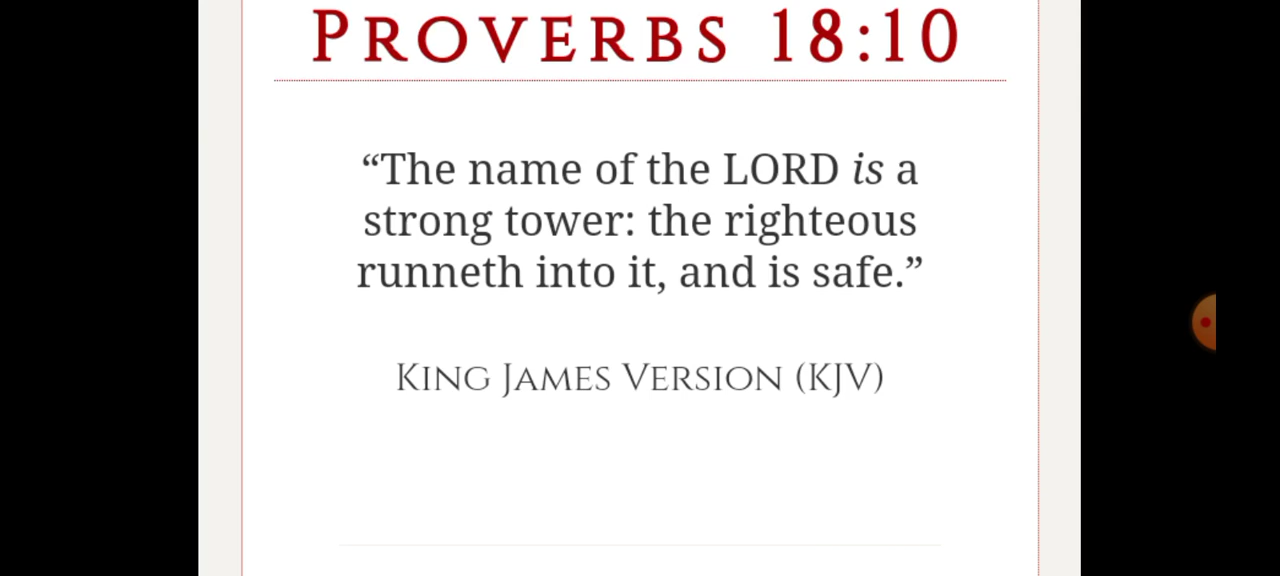 Proverbs 18:10
“The name of the LORD is a
strong tower: the righteous
runneth into it, and is safe.”
King James Version (KJV)